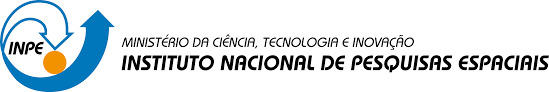 INPE
MINISTÉRIO DA CIÊNCIA, TECNOLOGIA E INOVAÇÃO
INSTITUTO NACIONAL DE PESQUISAS ESPACIAIS